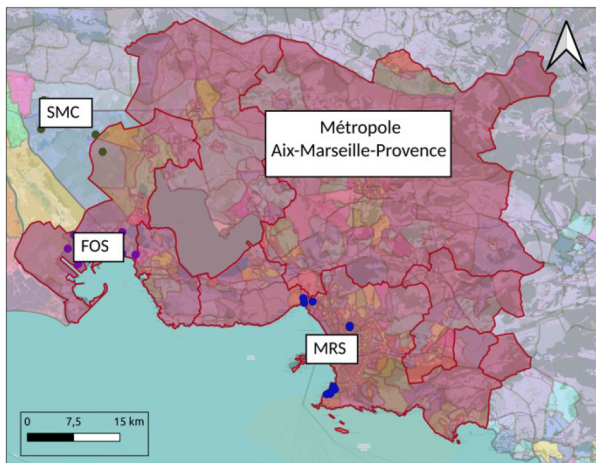 SMC
Métropole
Aix-Marseille-Provence
FOS
MRS
0 7,5 15 km